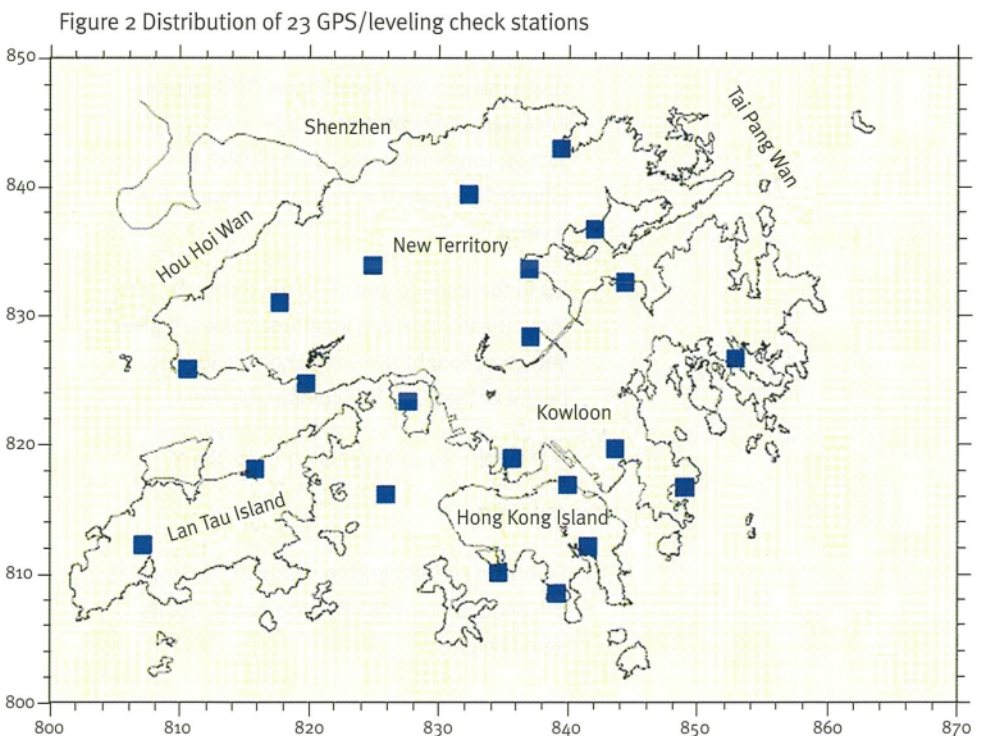 Figure 2 Distribution of 23 GPS/leveling check stations
850
Tai Pang Wan
Shenzhen
840
Hou Hoi Wan
New Territory
830
Kowloon
820
Lan Tau Island
Hong Kong Island
810
800
800 810 820 830 840 850 860 870